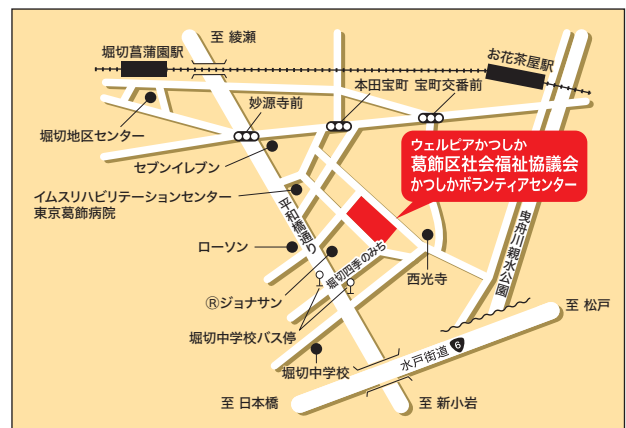 至 綾瀬
堀切菖蒲園駅
お花茶屋駅
本田宝町 宝町交番前
妙源寺前
堀切地区センター
セブンイレブン
ウェルピアかつしか
葛飾区社会福祉協議会
かつしかボランティアセンター
イムスリハビリテーションセンター
東京葛飾病院
平和橋通り
曳舟川親水公園
ローソン
堀切四季のみち
西光寺
Ⓡジョナサン
至 松戸
堀切中学校バス停
水戸街道 6
堀切中学校
至 日本橋
至 新小岩